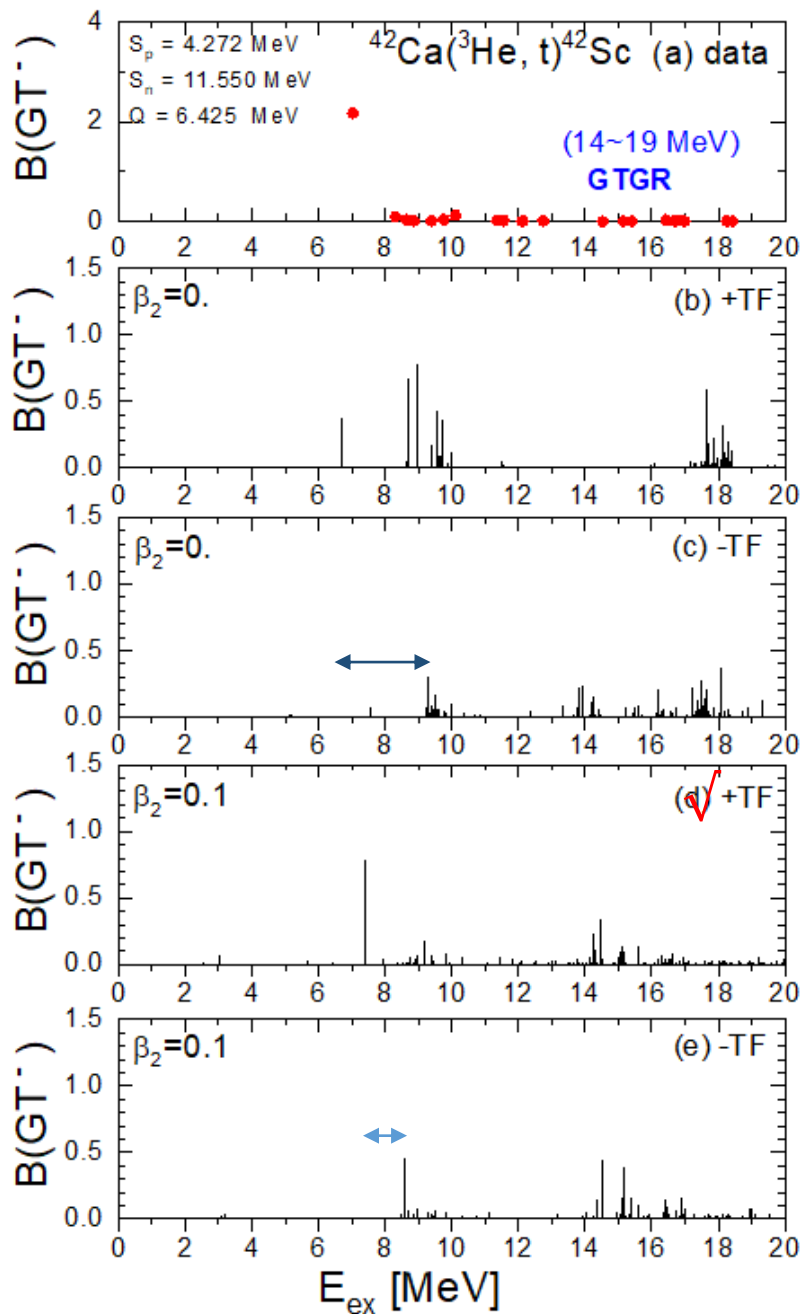 S_p = 4.272 MeV
⁴²Ca(³He, t)⁴²Sc (a) data
S_n = 11.550 MeV
Q = 6.425 MeV
(14~19 MeV)
GTGR
B(GT⁻)
4
2
0
0 2 4 6 8 10 12 14 16 18 20
β₂=0.
(b) +TF
B(GT⁻)
1.5
1.0
0.5
0.0
0 2 4 6 8 10 12 14 16 18 20
β₂=0.
(c) -TF
B(GT⁻)
1.5
1.0
0.5
0.0
0 2 4 6 8 10 12 14 16 18 20
β₂=0.1
(d) +TF
B(GT⁻)
1.5
1.0
0.5
0.0
0 2 4 6 8 10 12 14 16 18 20
β₂=0.1
(e) -TF
B(GT⁻)
1.5
1.0
0.5
0.0
0 2 4 6 8 10 12 14 16 18 20
E_ex [MeV]